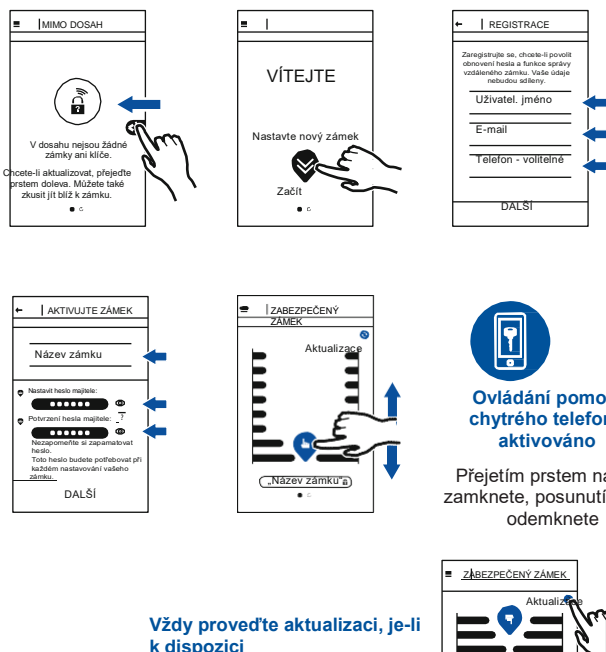 MIMO DOSAH
V dosahu nejsou žádné
zámky ani klíče.
Chcete-li aktualizovat, přejeďte
prstem doleva. Můžete také
zkusit jít blíž k zámku.
VÍTEJTE
Nastavte nový zámek
Začít
REGISTRACE
Zaregistrujte se, chcete-li povolit
obnovení hesla a funkce správy
vzdáleného zámku. Vaše údaje
nebudou sdíleny.
Uživatel. jméno
E-mail
Telefon - volitelné
DALŠÍ
AKTIVUJTE ZÁMEK
Název zámku
Nastavit heslo majitele:
Potvrzení hesla majitele:
?
Nezapomeňte si zapamatovat
heslo.
Toto heslo budete potřebovat při
každém nastavování vašeho
zámku.
DALŠÍ
ZABEZPEČENÝ
ZÁMEK
Aktualizace
„Název zámku“
Ovládání pomo
chytrého telefon
aktivováno
Přejetím prstem na
zamknete, posunutí
odemknete
Vždy proveďte aktualizaci, je-li
k dispozici
ZABEZPEČENÝ ZÁMEK
Aktualizace